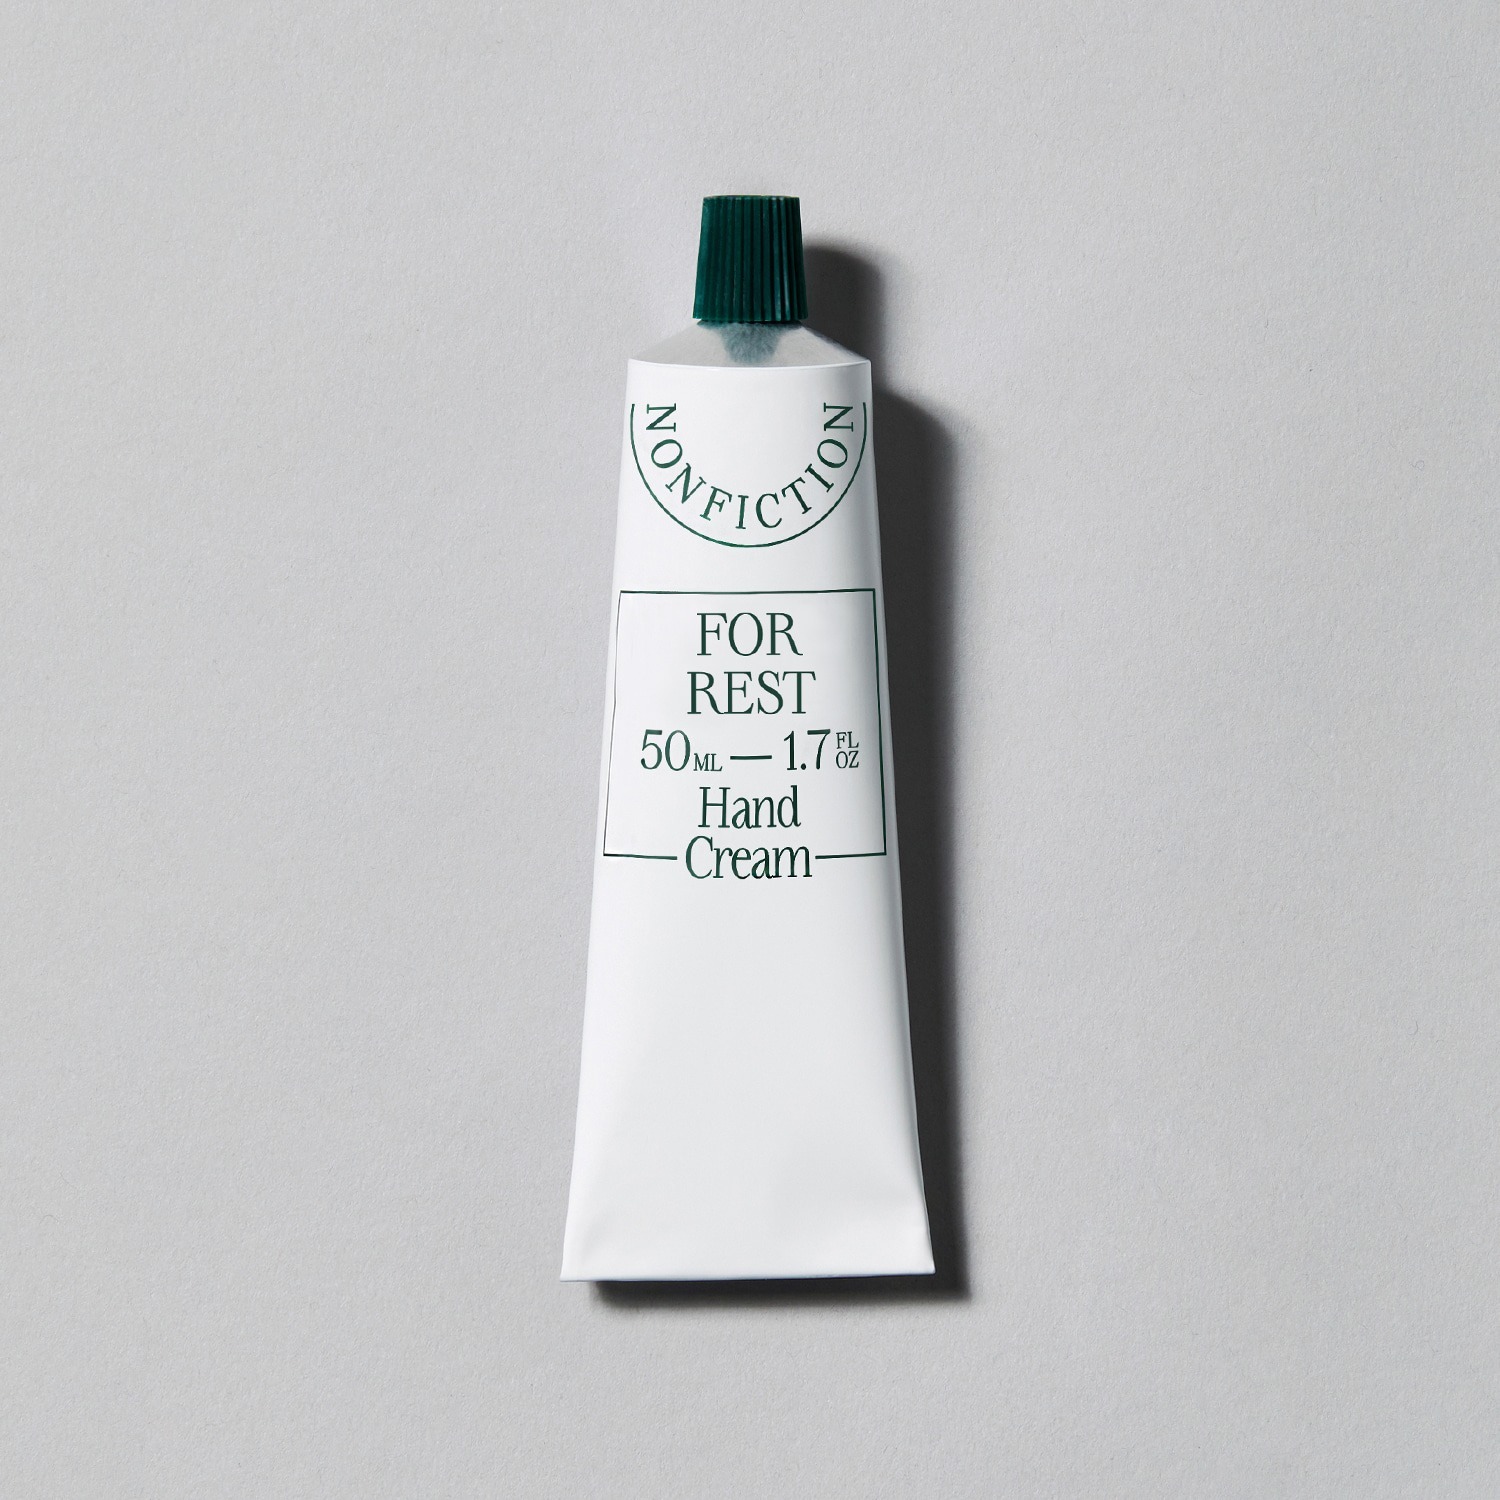 NONFICTION
FOR
REST
50ML — 1.7 FL OZ
Hand
Cream